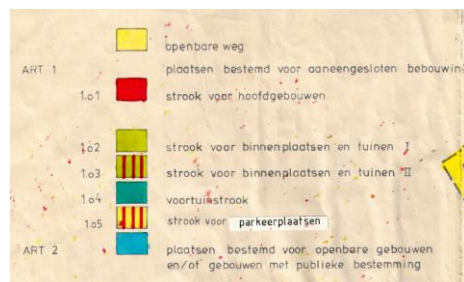 openbare weg
ART 1 plaatsen bestemd voor aaneengesloten bebouwin
1.o1 strook voor hoofdgebouwen
1.o2 strook voor binnenplaatsen en tuinen I
1.o3 strook voor binnenplaatsen en tuinen II
1.o4 voortuinstrook
1.o5 strook voor parkeerplaatsen
ART 2 plaatsen bestemd voor openbare gebouwen
en/of gebouwen met publieke bestemming